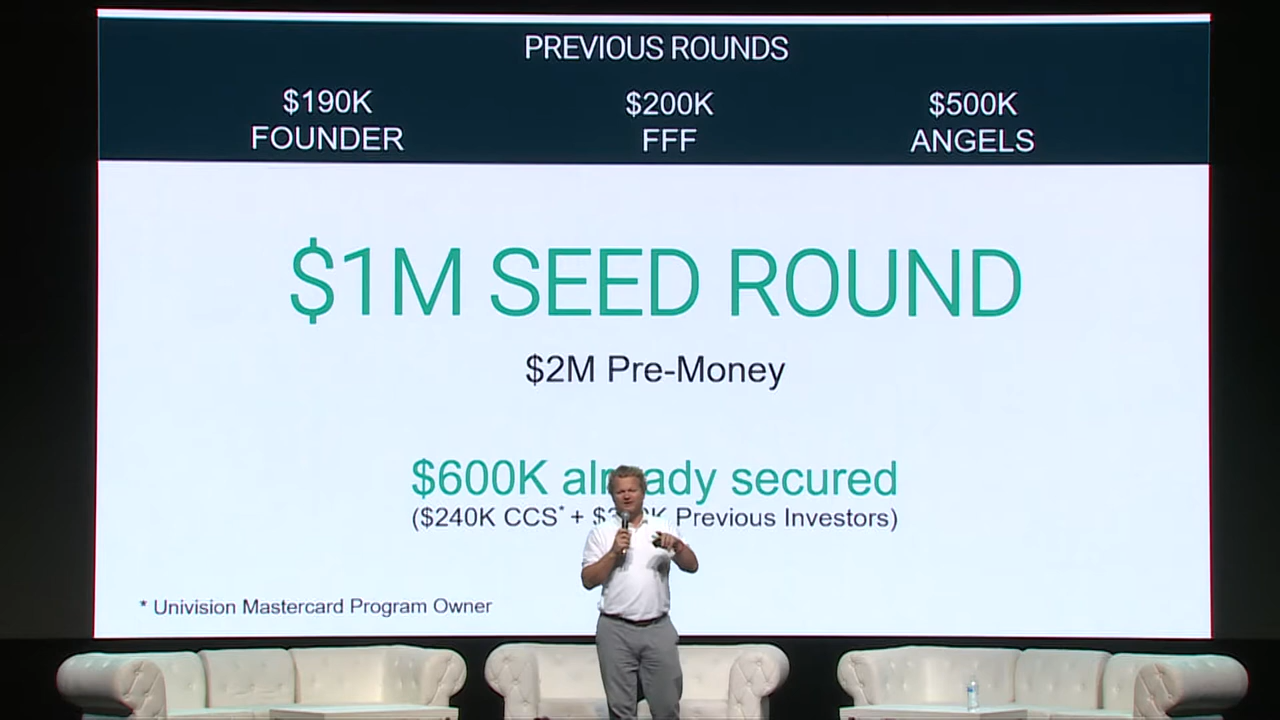 PREVIOUS ROUNDS
$190K
FOUNDER
$200K
FFF
$500K
ANGELS
$1M SEED ROUND
$2M Pre-Money
$600K secured
($240K CCS* + Previous Investors)
* Univision Mastercard Program Owner